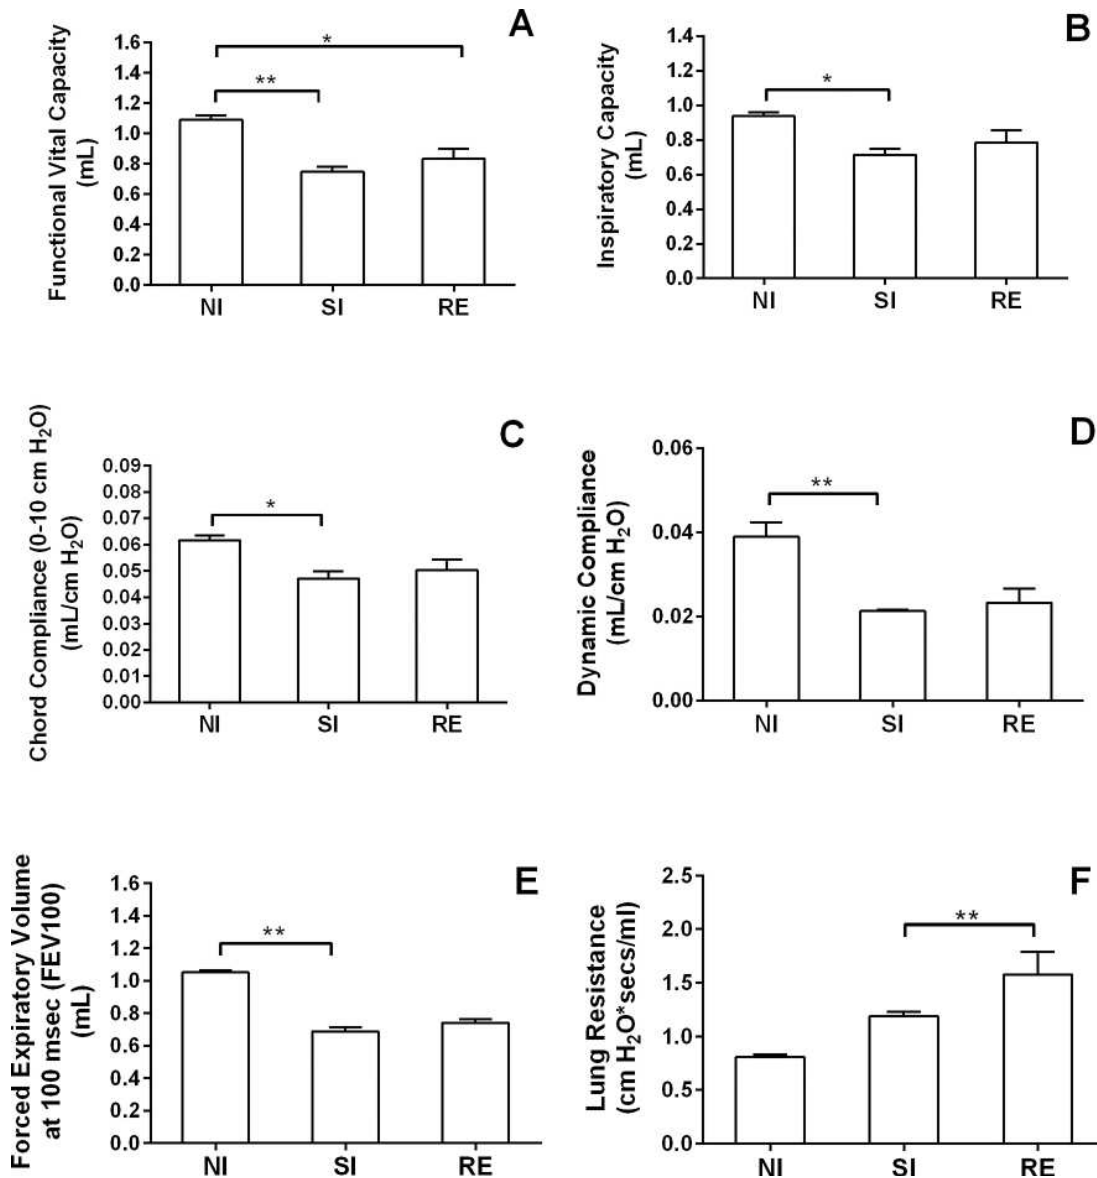 A
Functional Vital Capacity
(mL)
1.6
1.4
1.2
1.0
0.8
0.6
0.4
0.2
0.0
*
**
NI SI RE
B
Inspiratory Capacity
(mL)
1.4
1.2
1.0
0.8
0.6
0.4
0.2
0.0
*
NI SI RE
C
Chord Compliance (0-10 cm H₂O)
(mL/cm H₂O)
0.09
0.08
0.07
0.06
0.05
0.04
0.03
0.02
0.01
0.00
*
NI SI RE
D
Dynamic Compliance
(mL/cm H₂O)
0.06
0.04
0.02
0.00
**
NI SI RE
E
Forced Expiratory Volume
at 100 msec (FEV100)
(mL)
1.6
1.4
1.2
1.0
0.8
0.6
0.4
0.2
0.0
**
NI SI RE
F
Lung Resistance
(cm H₂O*secs/ml)
2.5
2.0
1.5
1.0
0.5
0.0
**
NI SI RE